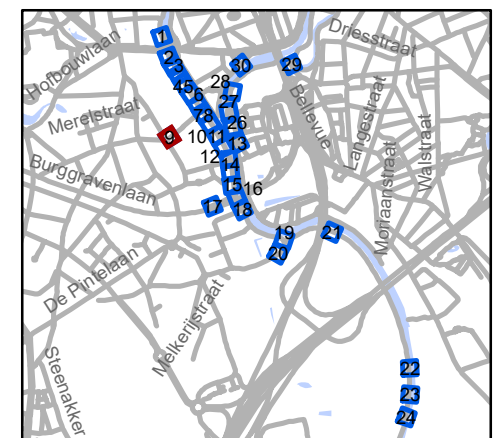 1
Driesstraat
Hofbouwlaan
2 3
30
29
4 5
28
6
Bellevue
27
Langestraat
Merelstraat
7 8
26
Walstraat
9
10 11
13
12
14
Burggravenlaan
15 16
Moriaanstraat
17
18
19
21
20
De Pintelaan
Melkerijstraat
Steenakker
22
23
24